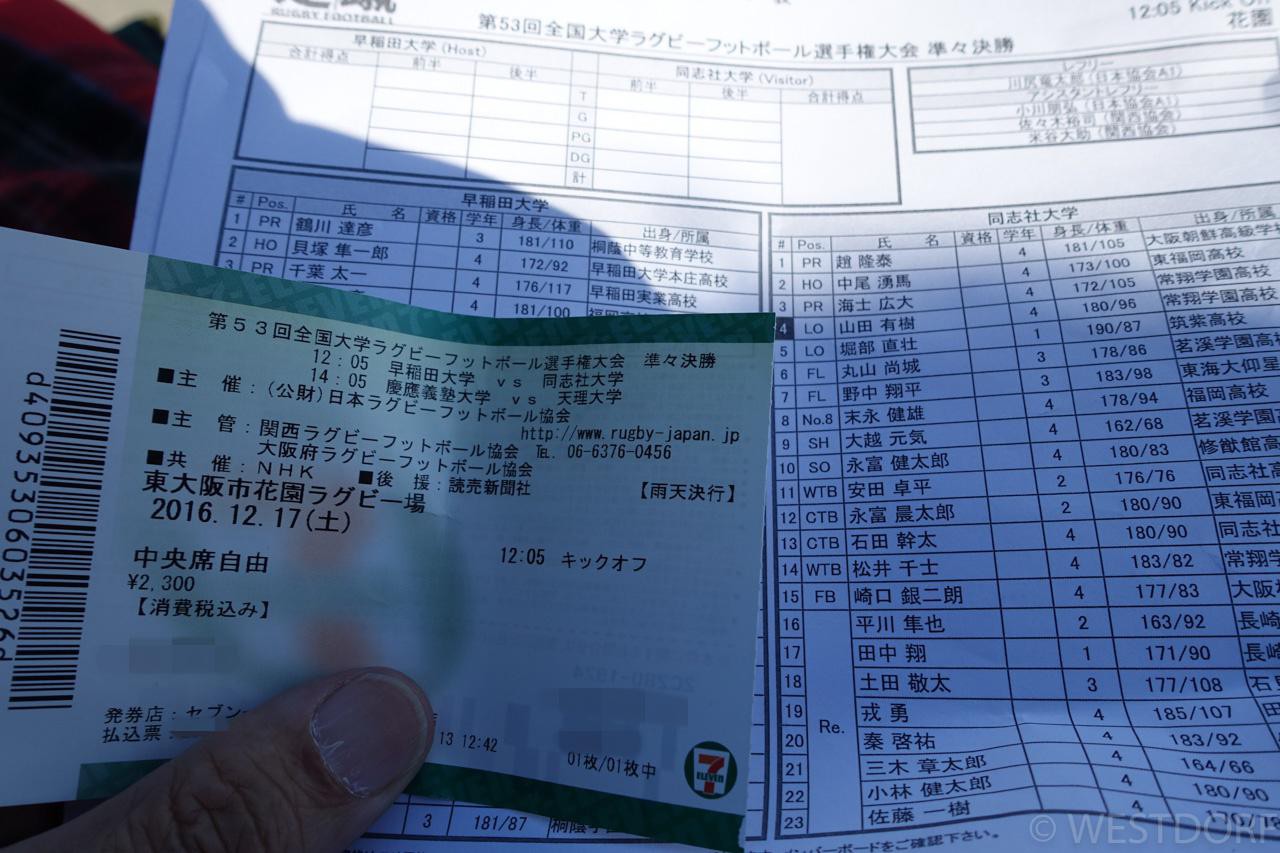 RUGBY FOOTBALL
12:05 Kick Off
花園
第53回全国大学ラグビーフットボール選手権大会 準々決勝
早稲田大学(Host)
同志社大学(Visitor)
合計得点 前半 後半 前半 後半 合計得点
T
G
PG
DG
計
レフリー
川尻竜太郎(日本協会A1)
アシスタントレフリー
小川朋弘(日本協会A1)
佐々木裕司(関西協会)
米谷大助(関西協会)
早稲田大学
# Pos. 氏 名 資格 学年 身長/体重 出身/所属
1 PR 鶴川 達彦 3 181/110 桐蔭中等教育学校
2 HO 貝塚 隼一郎 4 172/92 早稲田大学本庄高校
3 PR 千葉 太一 4 176/117 早稲田実業高校
4 181/100
3 181/87
同志社大学
# Pos. 氏 名 資格 学年 身長/体重 出身/所属
1 PR 趙 隆泰 4 181/105 大阪朝鮮高級学
2 HO 中尾 湧馬 4 173/100 東福岡高校
3 PR 海士 広大 4 172/105 常翔学園高校
4 LO 山田 有樹 4 180/96 常翔学園高校
5 LO 堀部 直壮 1 190/87 筑紫高校
6 FL 丸山 尚城 3 178/86 茗溪学園高
7 FL 野中 翔平 3 183/98 東海大仰星
8 No.8 末永 健雄 4 178/94 福岡高校
9 SH 大越 元気 4 162/68 茗溪学園
10 SO 永富 健太郎 4 180/83 修猷館高
11 WTB 安田 卓平 2 176/76 同志社高
12 CTB 永富 晨太郎 2 180/90 東福岡
13 CTB 石田 幹太 4 180/90 同志社
14 WTB 松井 千士 4 183/82 常翔学
15 FB 崎口 銀二朗 4 177/83 大阪
Re.
16 平川 隼也 2 163/92 長崎
17 田中 翔 1 171/90 長崎
18 土田 敬太 3 177/108 石
19 戎 勇 4 185/107
20 秦 啓祐 4 183/92
21 三木 章太郎 4 164/66
22 小林 健太郎 4 180/90
23 佐藤 一樹 4
メンバーボードをご確認下さい。
d409353060352​6d
第53回全国大学ラグビーフットボール選手権大会 準々決勝
12:05 早稲田大学 vs 同志社大学
14:05 慶應義塾大学 vs 天理大学
■主 催:(公財)日本ラグビーフットボール協会
http://www.rugby-japan.jp
■主 管:関西ラグビーフットボール協会 TEL. 06-6376-0456
大阪府ラグビーフットボール協会
■共 催:NHK ■後 援:読売新聞社
東大阪市花園ラグビー場 【雨天決行】
2016.12.17(土)
12:05 キックオフ
中央席自由
¥2,300
【消費税込み】
発券店:セブン
払込票:
13 12:42
01枚/01枚中
7 ELEVEN
© WESTDORF